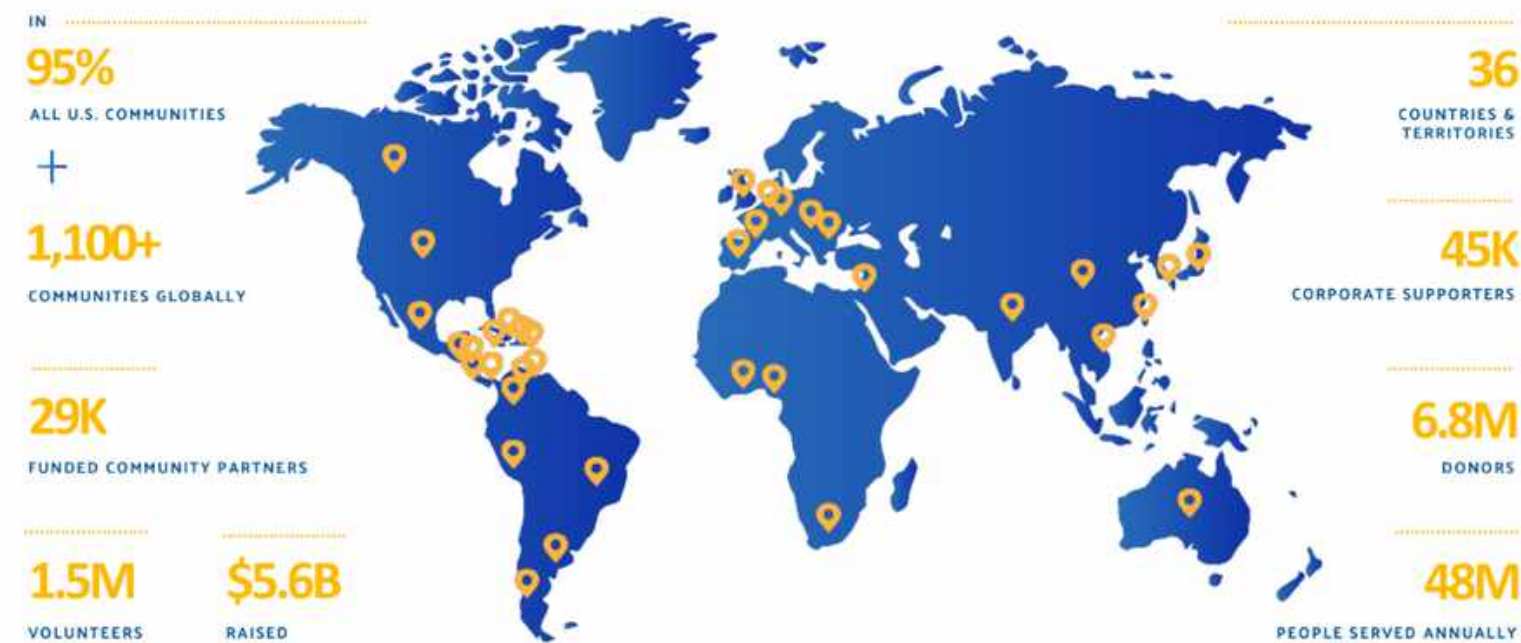 IN
95%
ALL U.S. COMMUNITIES
+
1,100+
COMMUNITIES GLOBALLY
29K
FUNDED COMMUNITY PARTNERS
1.5M
VOLUNTEERS
$5.6B
RAISED
36
COUNTRIES &
TERRITORIES
45K
CORPORATE SUPPORTERS
6.8M
DONORS
48M
PEOPLE SERVED ANNUALLY